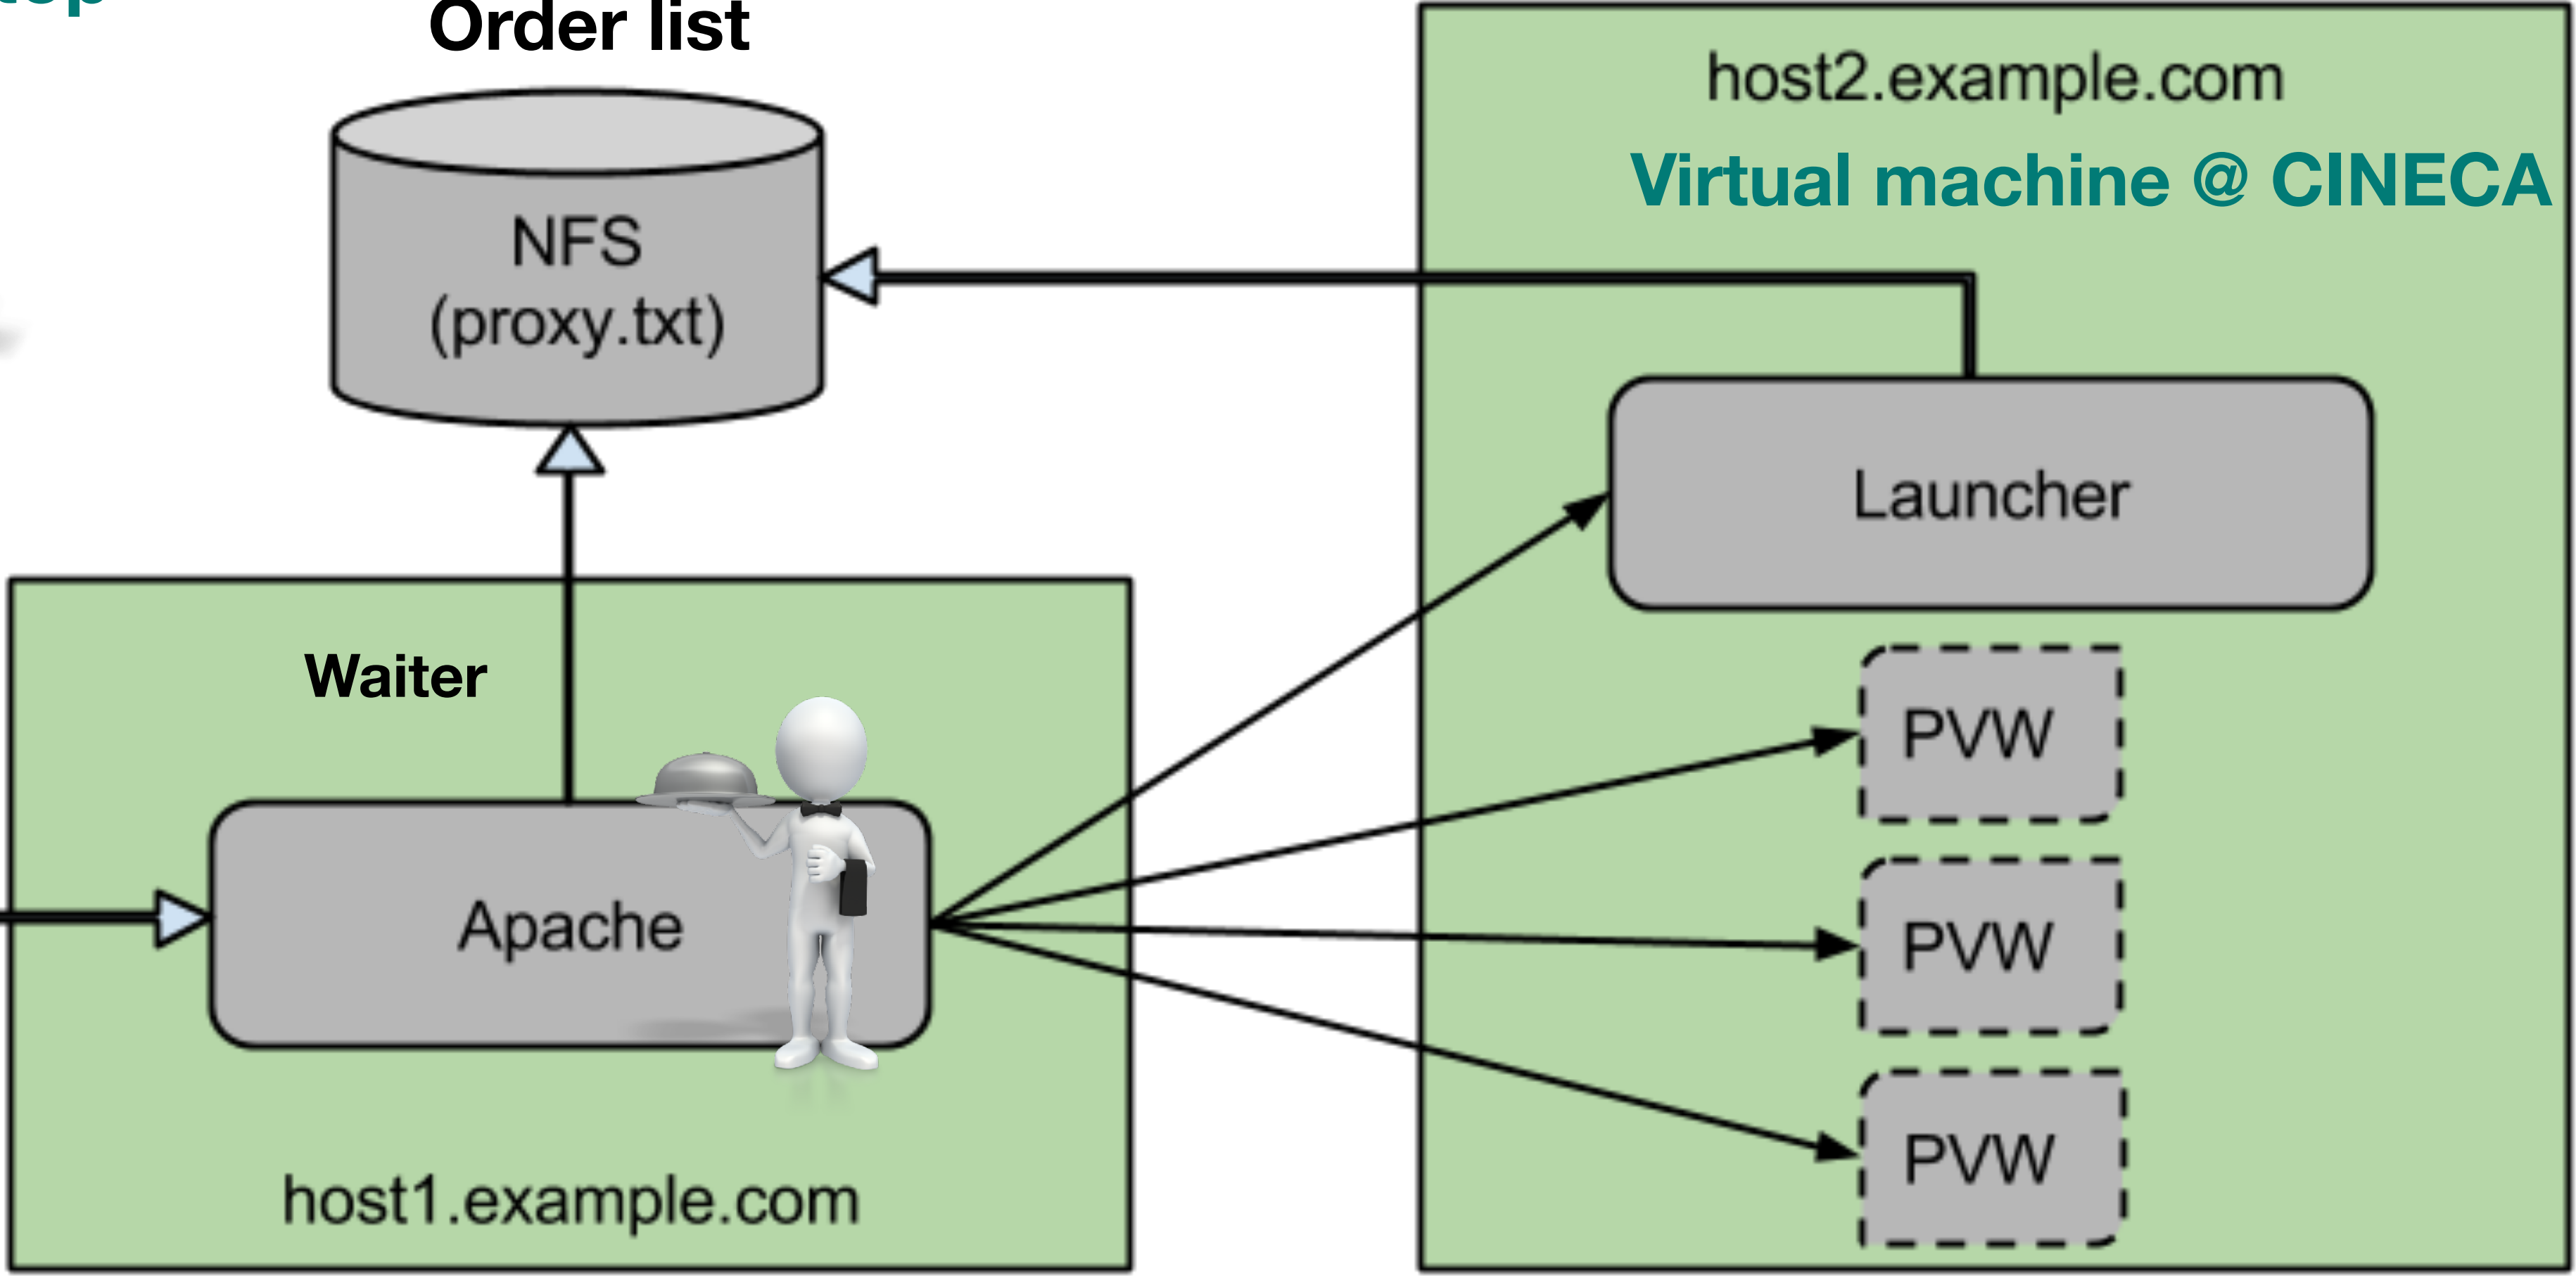 Order list
NFS
(proxy.txt)
host2.example.com
Virtual machine @ CINECA
Launcher
Waiter
Apache
host1.example.com
PVW
PVW
PVW